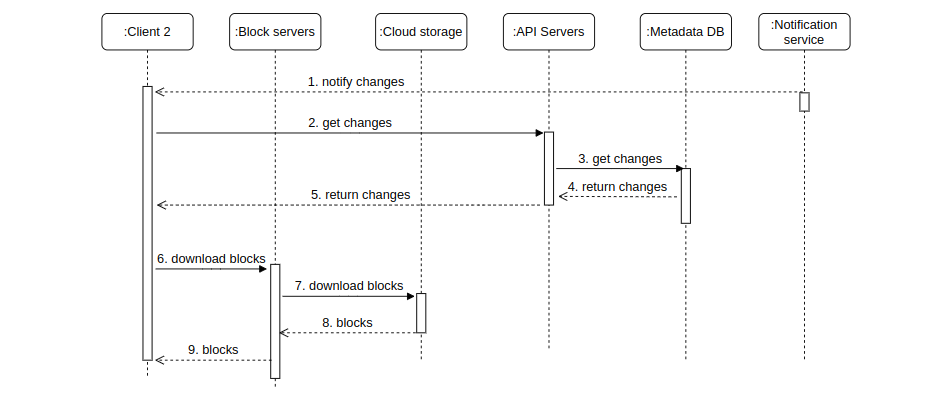 :Client 2
:Block servers
:Cloud storage
:API Servers
:Metadata DB
:Notification
service
1. notify changes
2. get changes
3. get changes
4. return changes
5. return changes
6. download blocks
7. download blocks
8. blocks
9. blocks